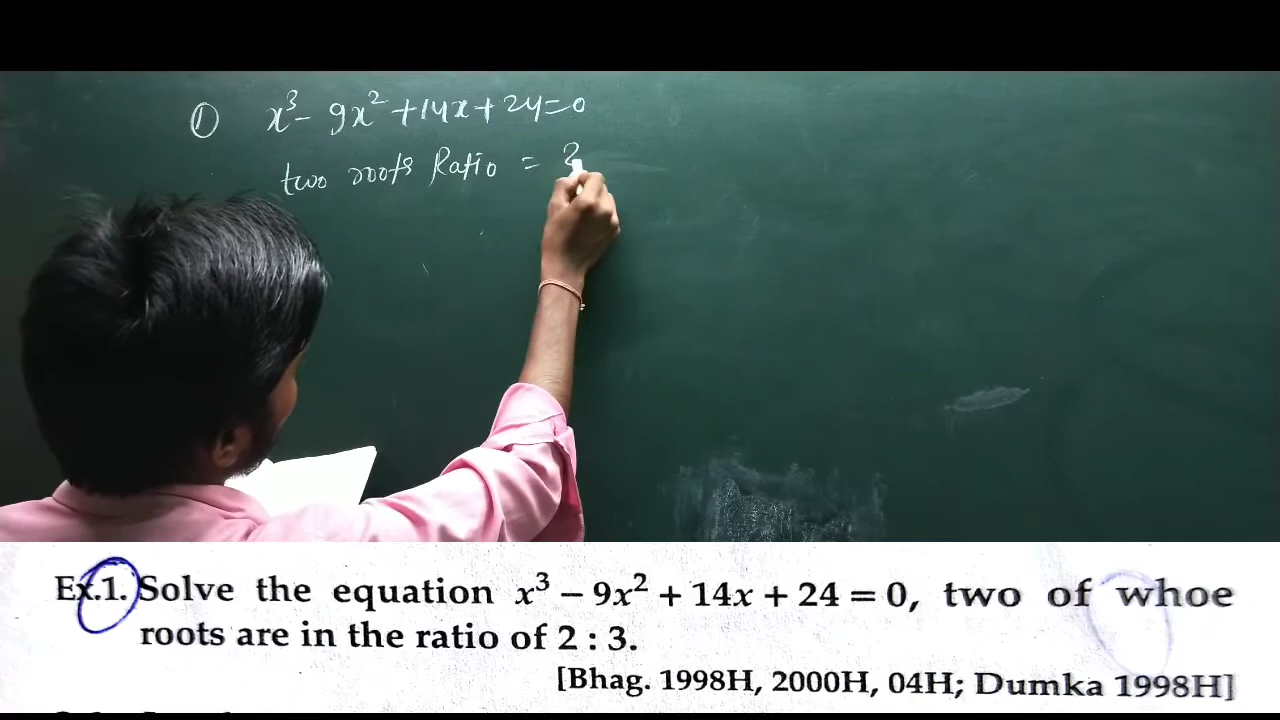 ① x³ - 9x² + 14x + 24 = 0
two roots Ratio =
Ex.1. Solve the equation x³ − 9x² + 14x + 24 = 0, two of whoe
roots are in the ratio of 2 : 3.
[Bhag. 1998H, 2000H, 04H; Dumka 1998H]